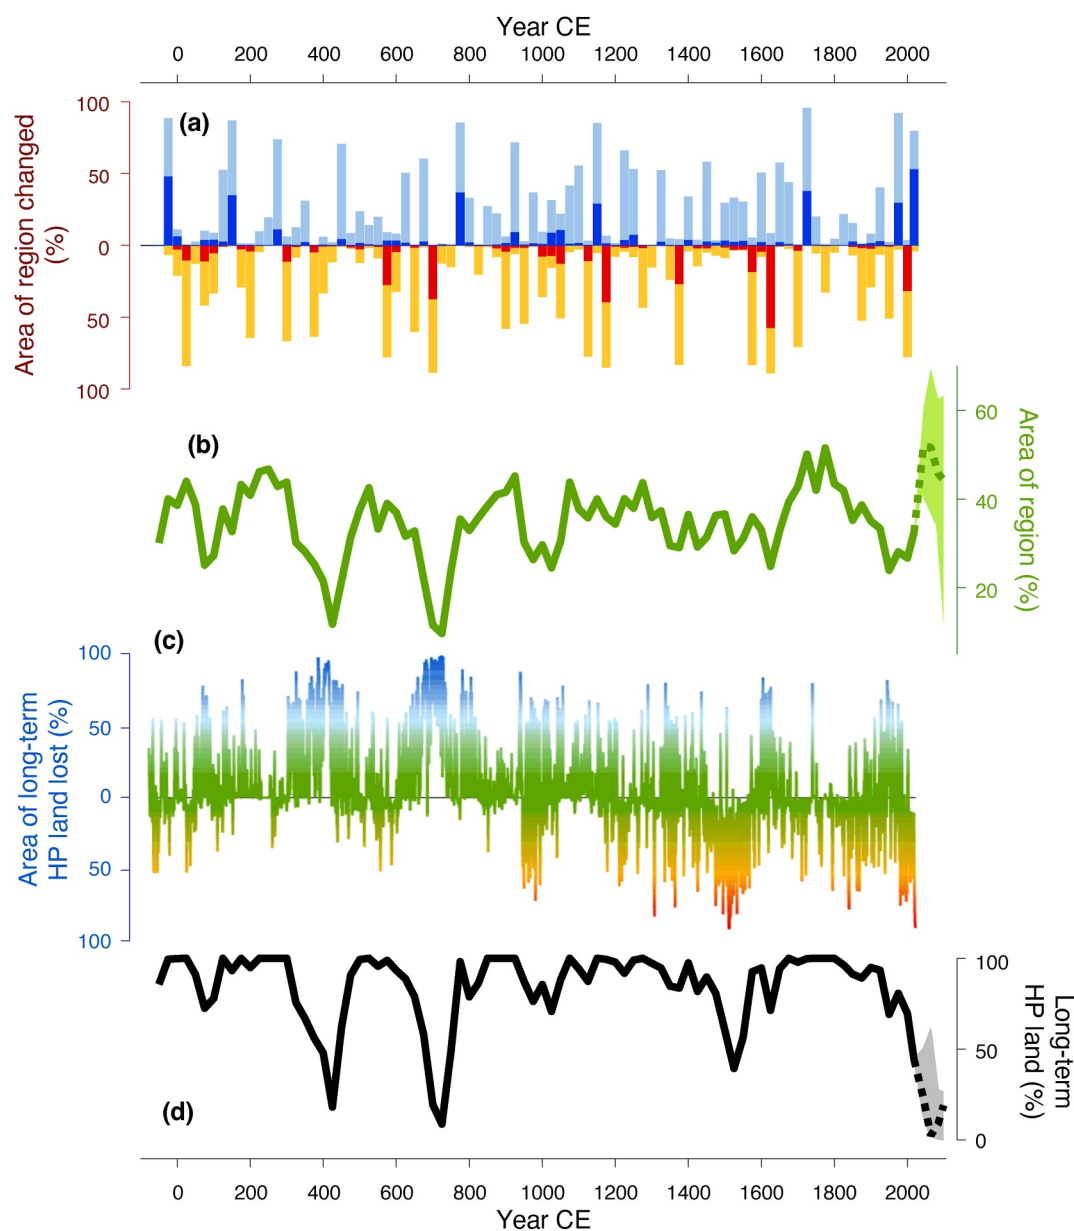 Year CE
0 200 400 600 800 1000 1200 1400 1600 1800 2000
Area of region changed
(%)
100
50
0
50
100
(a)
(b)
60
40
20
Area of region (%)
(c)
Area of long-term
HP land lost (%)
100
50
0
50
100
(d)
100
50
0
Long-term
HP land (%)
0 200 400 600 800 1000 1200 1400 1600 1800 2000
Year CE